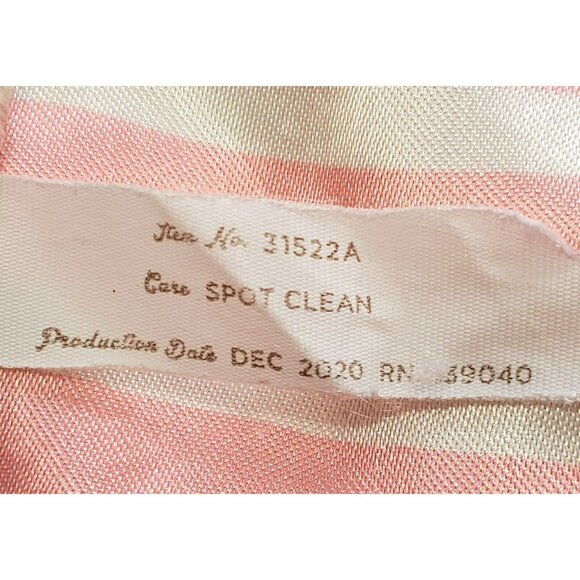 Item No. 31522A
Care SPOT CLEAN
Production Date DEC 2020 RN 39040